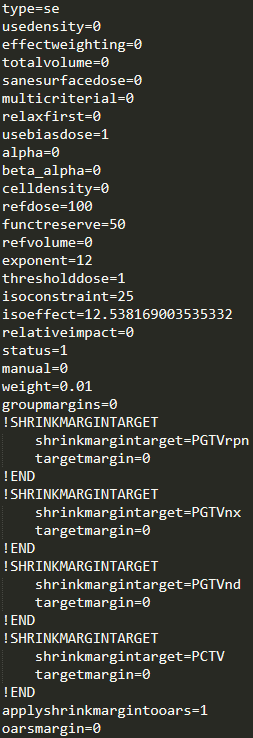 type=se
usedensity=0
effectweighting=0
totalvolume=0
sanesurfacedose=0
multicriterial=0
relaxfirst=0
usebiasdose=1
alpha=0
beta_alpha=0
celldensity=0
refdose=100
functreserve=50
refvolume=0
exponent=12
thresholddose=1
isoconstraint=25
isoeffect=12.538169003535332
relativeimpact=0
status=1
manual=0
weight=0.01
groupmargins=0
!SHRINKMARGINTARGET
    shrinkmargintarget=PGTVrpn
    targetmargin=0
!END
!SHRINKMARGINTARGET
    shrinkmargintarget=PGTVnx
    targetmargin=0
!END
!SHRINKMARGINTARGET
    shrinkmargintarget=PGTVnd
    targetmargin=0
!END
!SHRINKMARGINTARGET
    shrinkmargintarget=PCTV
    targetmargin=0
!END
applyshrinkmargintooars=1
oarsmargin=0